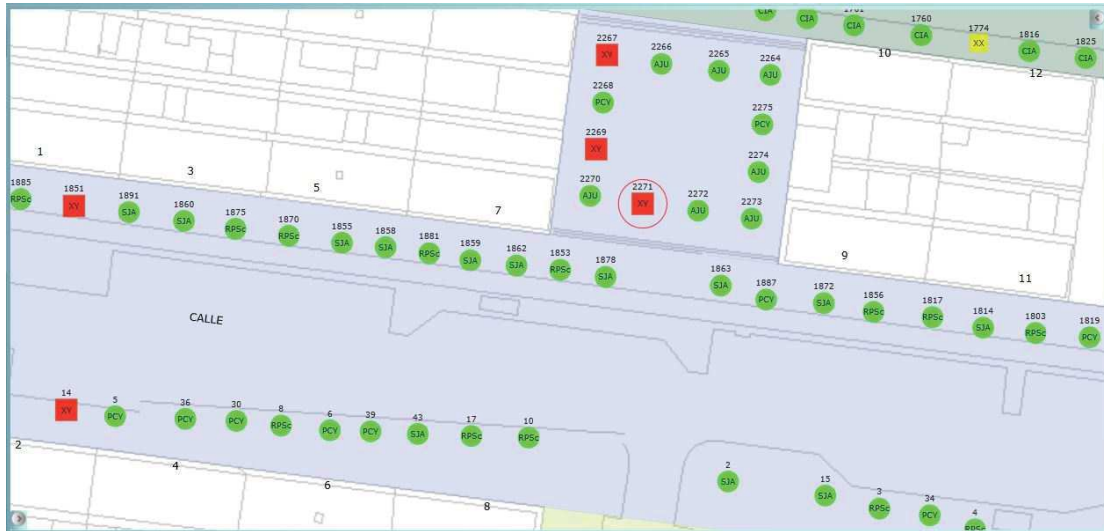 CIA
CIA
1761
CIA
1760
CIA
1774
XX
1816
CIA
1825
CIA
10
12
2267
XY
2266
AJU
2265
AJU
2264
AJU
2268
PCY
2275
PCY
2269
XY
2274
AJU
2270
AJU
2271
XY
2272
AJU
2273
AJU
1
3
5
7
9
11
1885
RPSc
1851
XY
1891
SJA
1860
SJA
1875
RPSc
1870
RPSc
1855
SJA
1858
SJA
1881
RPSc
1859
SJA
1862
SJA
1853
RPSc
1878
SJA
1863
SJA
1887
PCY
1872
SJA
1856
RPSc
1817
RPSc
1814
SJA
1803
RPSc
1819
PCY
CALLE
14
XY
5
PCY
36
PCY
30
PCY
8
RPSc
6
PCY
39
PCY
43
SJA
17
RPSc
10
RPSc
2
SJA
15
SJA
3
RPSc
34
PCY
4
RPSc
2
4
6
8